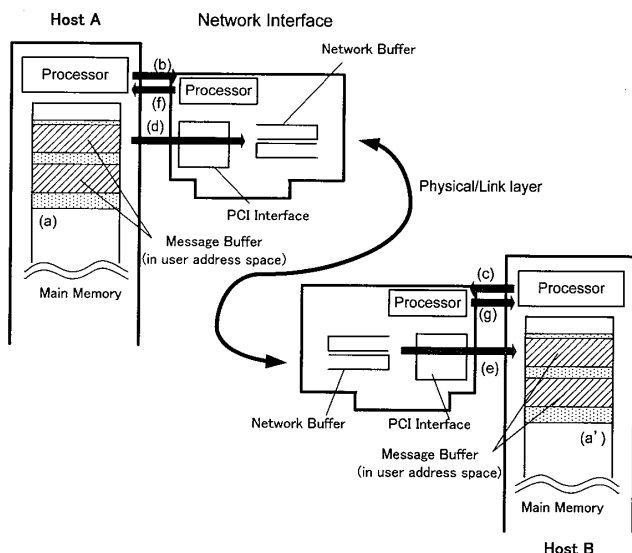 Host A
Network Interface
Network Buffer
Processor
(b)
(f)
Processor
(d)
PCI Interface
Physical/Link layer
(a)
Message Buffer
(in user address space)
Main Memory
Processor
(c)
(g)
Processor
(e)
Network Buffer
PCI Interface
(a')
Message Buffer
(in user address space)
Main Memory
Host B